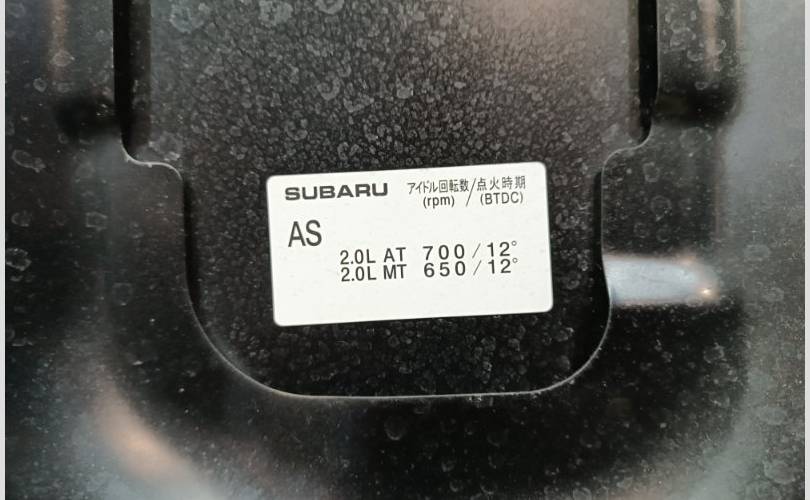 SUBARU アイドル回転数/点火時期
(rpm) / (BTDC)
AS
2.0L AT 700/12°
2.0L MT 650/12°